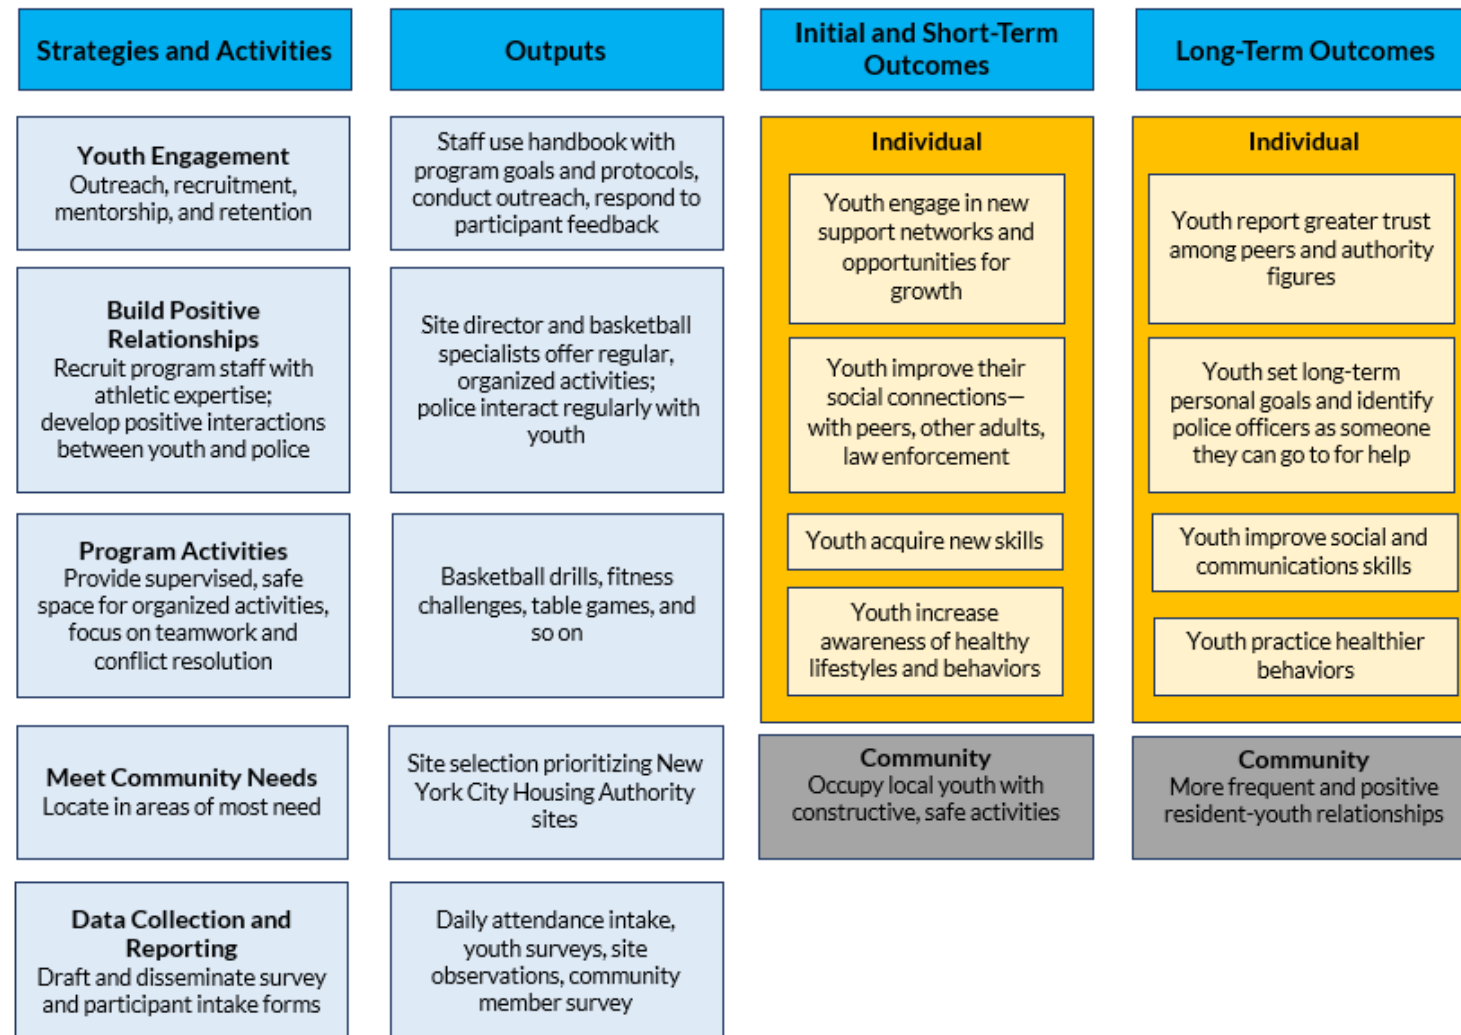 Strategies and Activities
Outputs
Initial and Short-Term
Outcomes
Long-Term Outcomes
Youth Engagement
Outreach, recruitment,
mentorship, and retention
Staff use handbook with
program goals and protocols,
conduct outreach, respond to
participant feedback
Individual
Youth engage in new
support networks and
opportunities for
growth
Individual
Youth report greater trust
among peers and authority
figures
Build Positive
Relationships
Recruit program staff with
athletic expertise;
develop positive interactions
between youth and police
Site director and basketball
specialists offer regular,
organized activities;
police interact regularly with
youth
Youth improve their
social connections—
with peers, other adults,
law enforcement
Youth set long-term
personal goals and identify
police officers as someone
they can go to for help
Program Activities
Provide supervised, safe
space for organized activities,
focus on teamwork and
conflict resolution
Basketball drills, fitness
challenges, table games, and
so on
Youth acquire new skills
Youth increase
awareness of healthy
lifestyles and behaviors
Youth improve social and
communications skills
Youth practice healthier
behaviors
Meet Community Needs
Locate in areas of most need
Site selection prioritizing New
York City Housing Authority
sites
Community
Occupy local youth with
constructive, safe activities
Community
More frequent and positive
resident-youth relationships
Data Collection and
Reporting
Draft and disseminate survey
and participant intake forms
Daily attendance intake,
youth surveys, site
observations, community
member survey